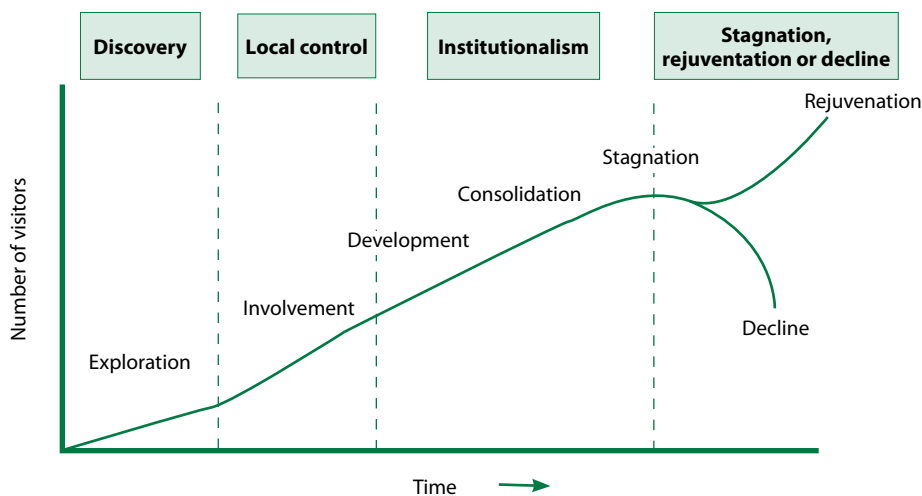 Discovery
Local control
Institutionalism
Stagnation,
rejuventation or decline
Rejuvenation
Stagnation
Consolidation
Development
Involvement
Decline
Exploration
Number of visitors
Time